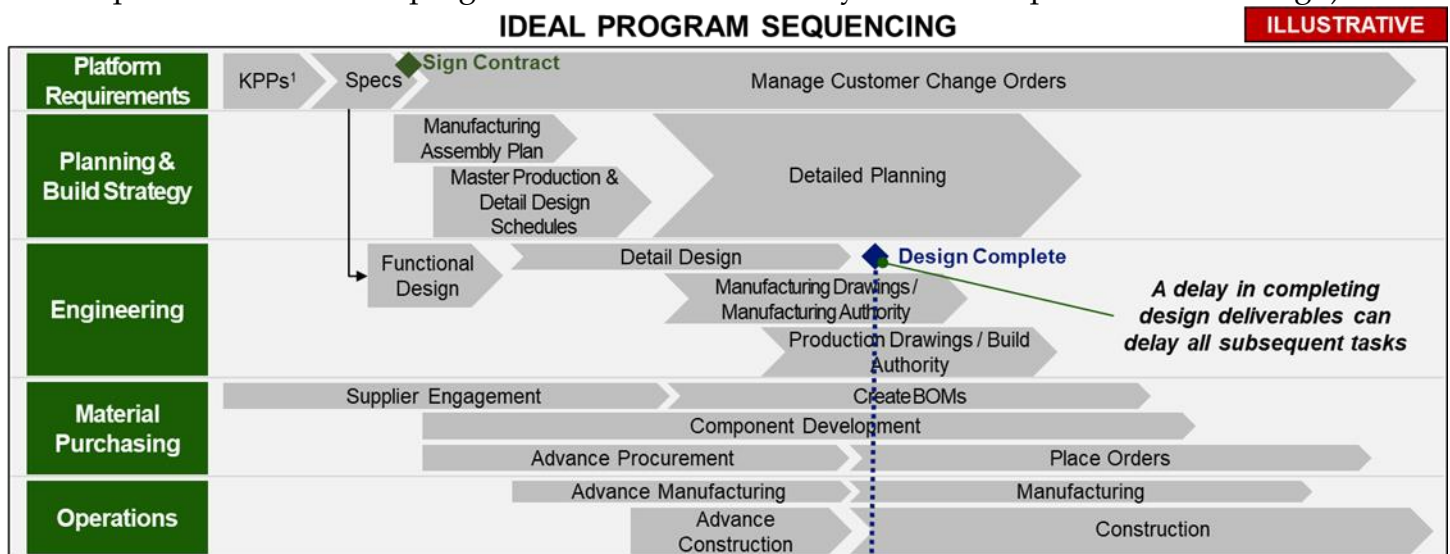 IDEAL PROGRAM SEQUENCING
ILLUSTRATIVE
Platform
Requirements
KPPs¹
Specs
Sign Contract
Manage Customer Change Orders
Planning &
Build Strategy
Manufacturing
Assembly Plan
Master Production &
Detail Design
Schedules
Detailed Planning
Engineering
Functional
Design
Detail Design
Design Complete
Manufacturing Drawings /
Manufacturing Authority
Production Drawings / Build
Authority
A delay in completing
design deliverables can
delay all subsequent tasks
Material
Purchasing
Supplier Engagement
Create BOMs
Component Development
Advance Procurement
Place Orders
Operations
Advance Manufacturing
Manufacturing
Advance
Construction
Construction